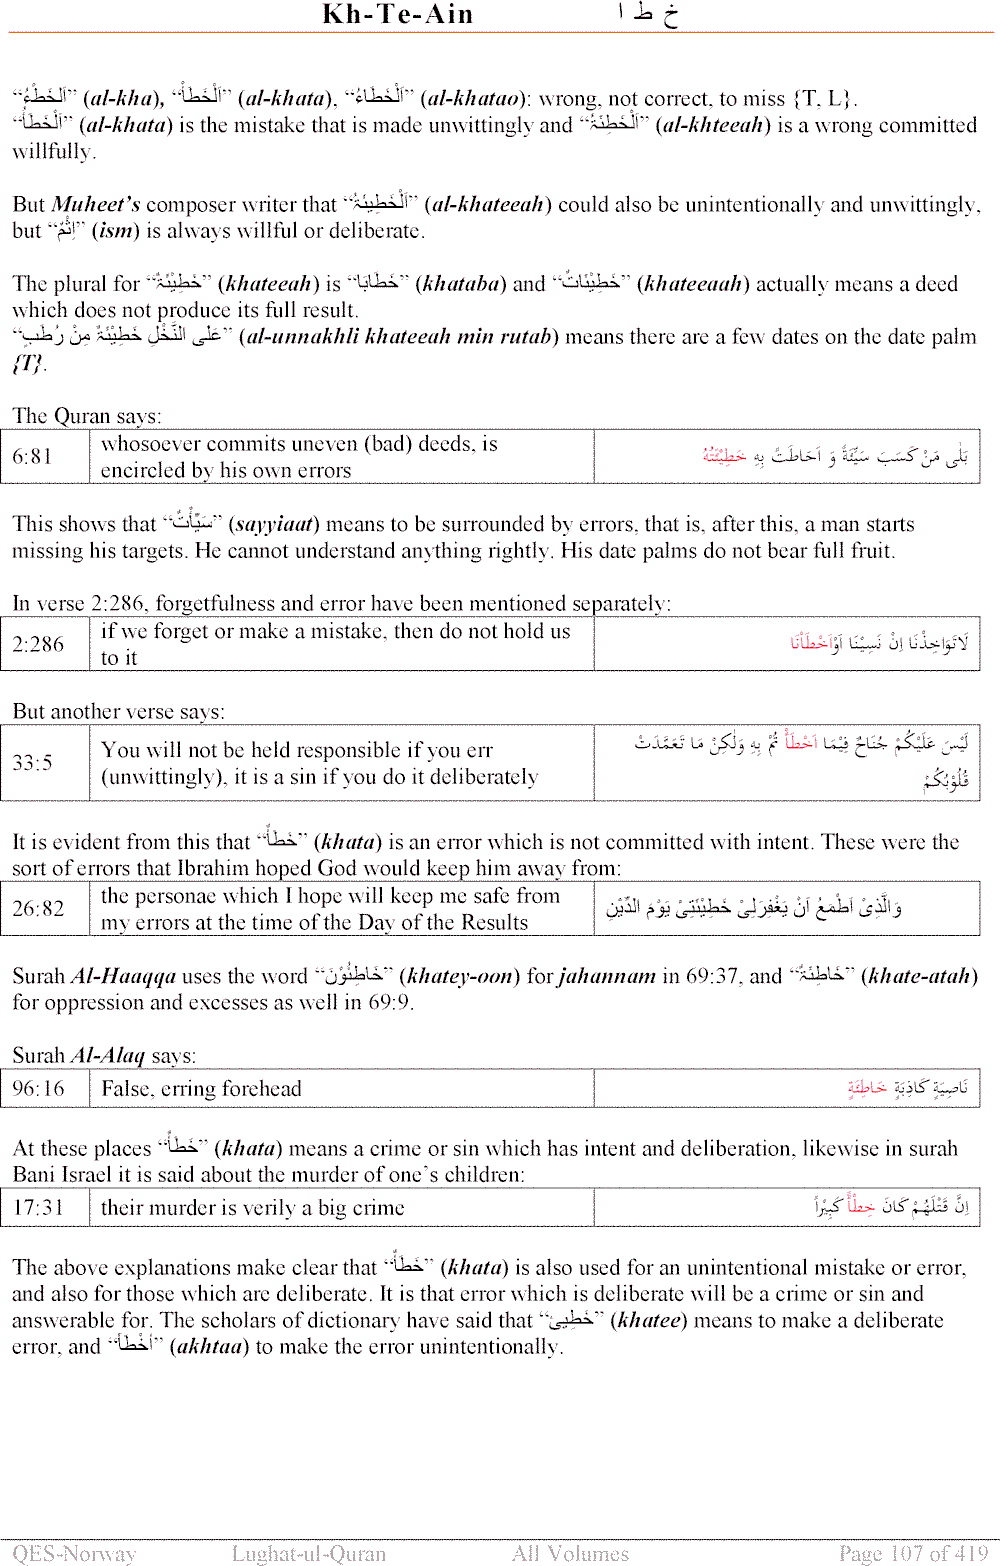 Kh-Te-Ain خ ط ا
“اَلْخَطْءُ” (al-kha), “اَلْخَطَأُ” (al-khata), “اَلْخَطَاءُ” (al-khatao): wrong, not correct, to miss {T, L}.
“اَلْخَطَأُ” (al-khata) is the mistake that is made unwittingly and “اَلْخَطِئَۃُ” (al-khteeah) is a wrong committed
willfully.
But Muheet’s composer writer that “اَلْخَطِيئَۃُ” (al-khateeah) could also be unintentionally and unwittingly,
but “اِثْمٌ” (ism) is always willful or deliberate.
The plural for “خَطِيْئَۃٌ” (khateeah) is “خَطَايَا” (khataba) and “خَطِيْئَاتٌ” (khateeaah) actually means a deed
which does not produce its full result.
“عَلَی النَّخْلِ خَطِيْئَۃٌ مِنْ رُطَبٍ” (al-unnakhli khateeah min rutab) means there are a few dates on the date palm
{T}.
The Quran says:
6:81 whosoever commits uneven (bad) deeds, is بَلٰی مَنْ كَسَبَ سَيِّئَةً وَ اَحَاطَتْ بِهِ خَطِيْئَتُهُ
encircled by his own errors
This shows that “سَيِّأٰتٌ” (sayyiaat) means to be surrounded by errors, that is, after this, a man starts
missing his targets. He cannot understand anything rightly. His date palms do not bear full fruit.
In verse 2:286, forgetfulness and error have been mentioned separately:
2:286 if we forget or make a mistake, then do not hold us لَاتُوَاخِذْنَا اِنْ نَسِيْنَا اَوْاَخْطَأْنَا
to it
But another verse says:
33:5 You will not be held responsible if you err لَيْسَ عَلَيْكُمْ جُنَاحٌ فِيْمَا اَخْطَأْ تُمْ بِهِ وَلٰكِنْ مَا تَعَمَّدَتْ
(unwittingly), it is a sin if you do it deliberately قُلُوْبُكُمْ
It is evident from this that “خَطَأً” (khata) is an error which is not committed with intent. These were the
sort of errors that Ibrahim hoped God would keep him away from:
26:82 the personae which I hope will keep me safe from وَالَّذِیْ اَطْمَعُ اَنْ يَغْفِرَلِیْ خَطِيْئَتِیْ يَوْمَ الدِّيْنِ
my errors at the time of the Day of the Results
Surah Al-Haaqqa uses the word “خَاطِئُوْنَ” (khatey-oon) for jahannam in 69:37, and “خَاطِئَۃٌ” (khate-atah)
for oppression and excesses as well in 69:9.
Surah Al-Alaq says:
96:16 False, erring forehead نَاصِيَةٍ كَاذِبَةٍ خَاطِئَةٍ
At these places “خَطَأً” (khata) means a crime or sin which has intent and deliberation, likewise in surah
Bani Israel it is said about the murder of one’s children:
17:31 their murder is verily a big crime اِنَّ قَتْلَهُمْ كَانَ خِطْأً كَبِيْراً
The above explanations make clear that “خَطَأٌ” (khata) is also used for an unintentional mistake or error,
and also for those which are deliberate. It is that error which is deliberate will be a crime or sin and
answerable for. The scholars of dictionary have said that “خَطِیئَ” (khatee) means to make a deliberate
error, and “اَخْطَأَ” (akhtaa) to make the error unintentionally.
QES-Norway Lughat-ul-Quran All Volumes Page 107 of 419